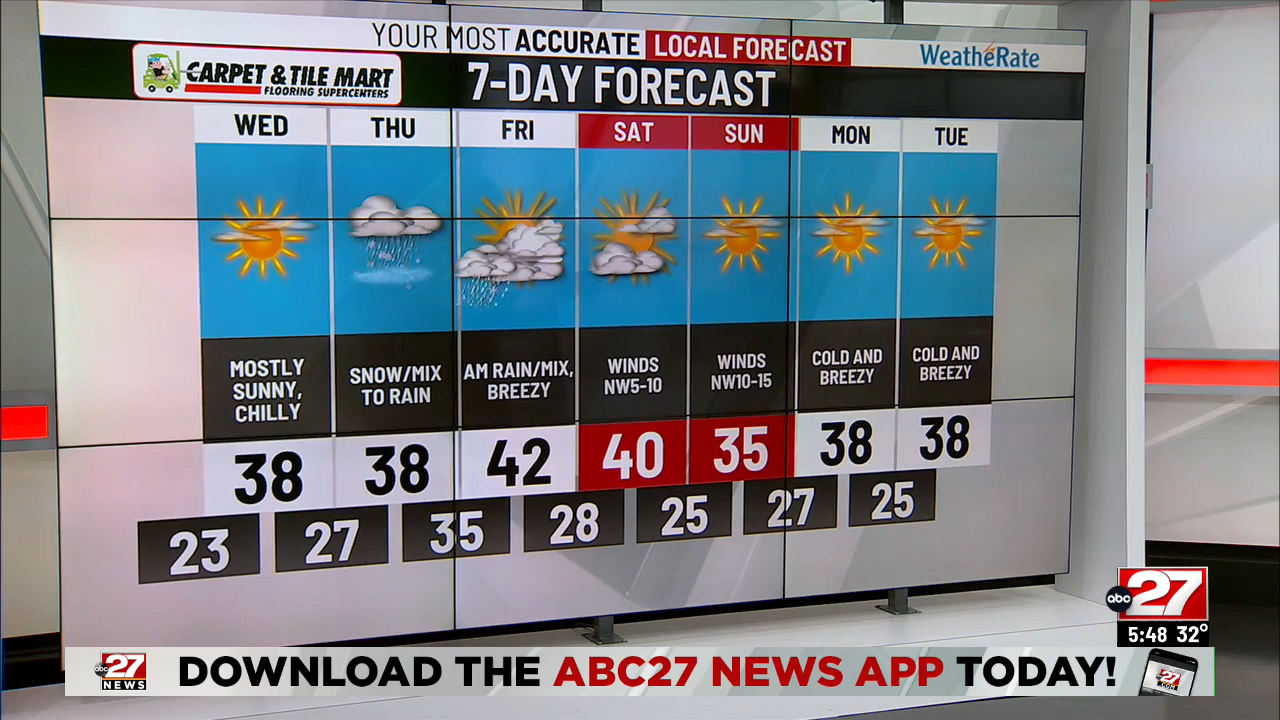 YOUR MOST ACCURATE LOCAL FORECAST
WeatheRate
CARPET & TILE MART
FLOORING SUPERCENTERS
7-DAY FORECAST
WED THU FRI SAT SUN MON TUE
MOSTLY SUNNY, CHILLY
SNOW/MIX TO RAIN
AM RAIN/MIX, BREEZY
WINDS NW5-10
WINDS NW10-15
COLD AND BREEZY
COLD AND BREEZY
38 38 42 40 35 38 38
23 27 35 28 25 27 25
abc 27
5:48 32°
abc 27 NEWS
DOWNLOAD THE ABC27 NEWS APP TODAY!